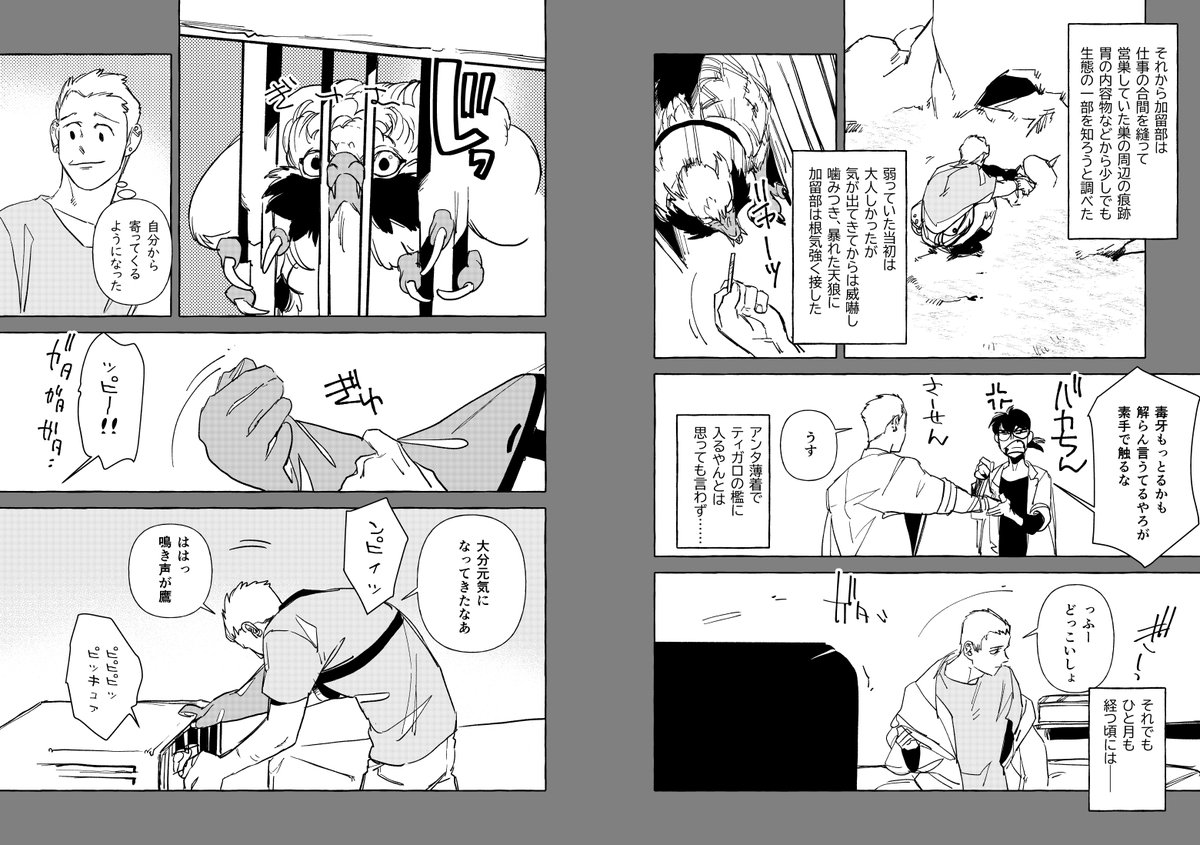 それから加留部は
仕事の合間を縫って
営巣していた巣の周辺の痕跡
胃の内容物などから少しでも
生態の一部を知ろうと調べた
弱っていた当初は
大人しかったが
気が出てきてからは威嚇し
噛みつき、暴れた天狼に
加留部は根気強く接した
毒牙もっとるかも
解らん言うてるやろが
素手で触るな
バカちん
さーせん
うす
アンタ薄着で
ティガロの檻に
入るやんとは
思っても言わず……
っふー
どっこいしょ
それでも
ひと月も
経つ頃には――
じっ
ぎ
自分から
寄ってくる
ようになった
ぎゅ
ッピー!!
ガタガタガタ…
大分元気に
なってきたなあ
ンピィッ
ははっ
鳴き声が鷹
ピピピッ
ピッキュァ